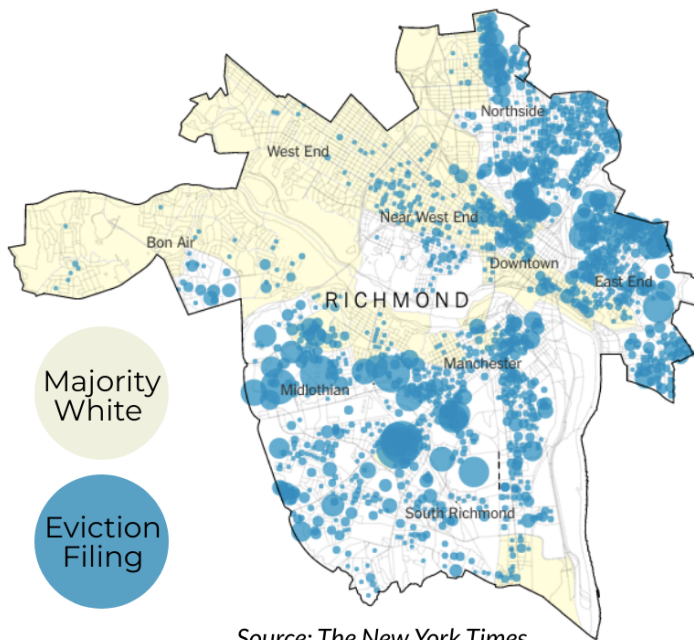 Northside
West End
Near West End
Bon Air
Downtown
East End
RICHMOND
Majority
White
Manchester
Midlothian
Eviction
Filing
South Richmond
Source: The New York Times